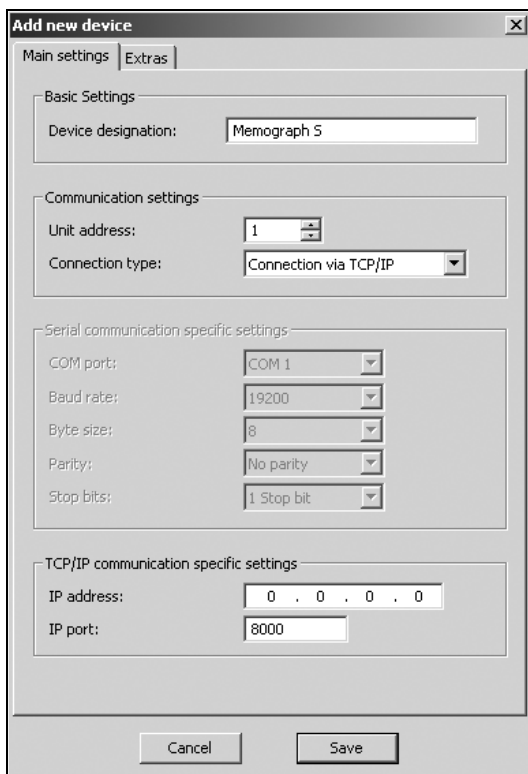 Add new device
Main settings Extras
Basic Settings
Device designation: Memograph S
Communication settings
Unit address: 1
Connection type: Connection via TCP/IP
Serial communication specific settings
COM port: COM 1
Baud rate: 19200
Byte size: 8
Parity: No parity
Stop bits: 1 Stop bit
TCP/IP communication specific settings
IP address: 0 . 0 . 0 . 0
IP port: 8000
Cancel Save